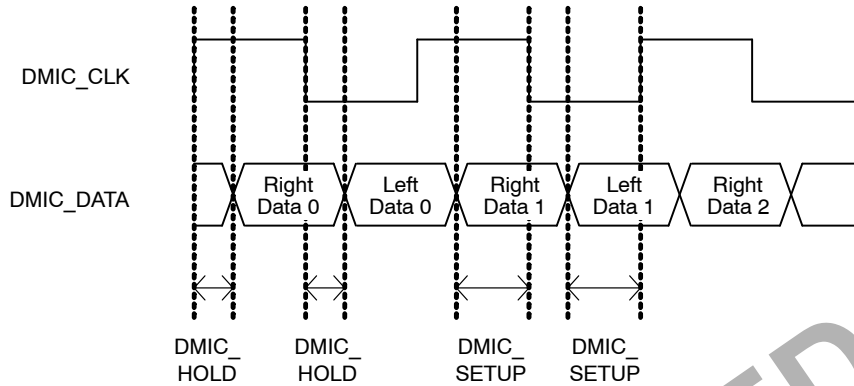 DMIC_CLK
DMIC_DATA
Right
Data 0
Left
Data 0
Right
Data 1
Left
Data 1
Right
Data 2
DMIC_
HOLD
DMIC_
HOLD
DMIC_
SETUP
DMIC_
SETUP